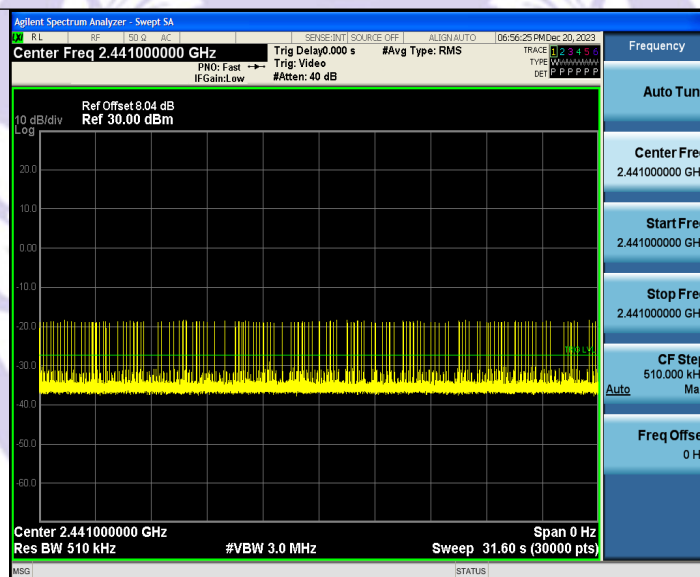 Agilent Spectrum Analyzer - Swept SA
LXI RL RF 50 Ω AC SENSE:INT SOURCE OFF ALIGNAUTO 06:56:25 PM Dec 20, 2023
Center Freq 2.441000000 GHz
Trig Delay0.000 s #Avg Type: RMS
TRACE 1 2 3 4 5 6
PNO: Fast
Trig: Video
TYPE WWWWWW
IFGain:Low
#Atten: 40 dB
DET P P P P P P
Ref Offset 8.04 dB
10 dB/div Ref 30.00 dBm
Log
20.0
10.0
0.00
-10.0
-20.0
TRIG LVL
-30.0
-40.0
-50.0
-60.0
Center 2.441000000 GHz Span 0 Hz
Res BW 510 kHz #VBW 3.0 MHz Sweep 31.60 s (30000 pts)
MSG STATUS
Frequency
Auto Tun
Center Fre
2.441000000 GH
Start Fre
2.441000000 GH
Stop Fre
2.441000000 GH
CF Step
510.000 kH
Auto Ma
Freq Offse
0 H